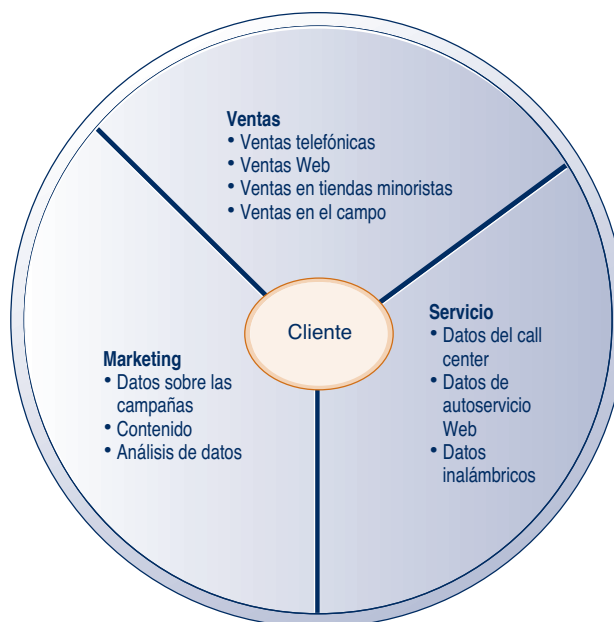 Ventas
• Ventas telefónicas
• Ventas Web
• Ventas en tiendas minoristas
• Ventas en el campo
Cliente
Servicio
• Datos del call
center
• Datos de
autoservicio
Web
• Datos
inalámbricos
Marketing
• Datos sobre las
campañas
• Contenido
• Análisis de datos